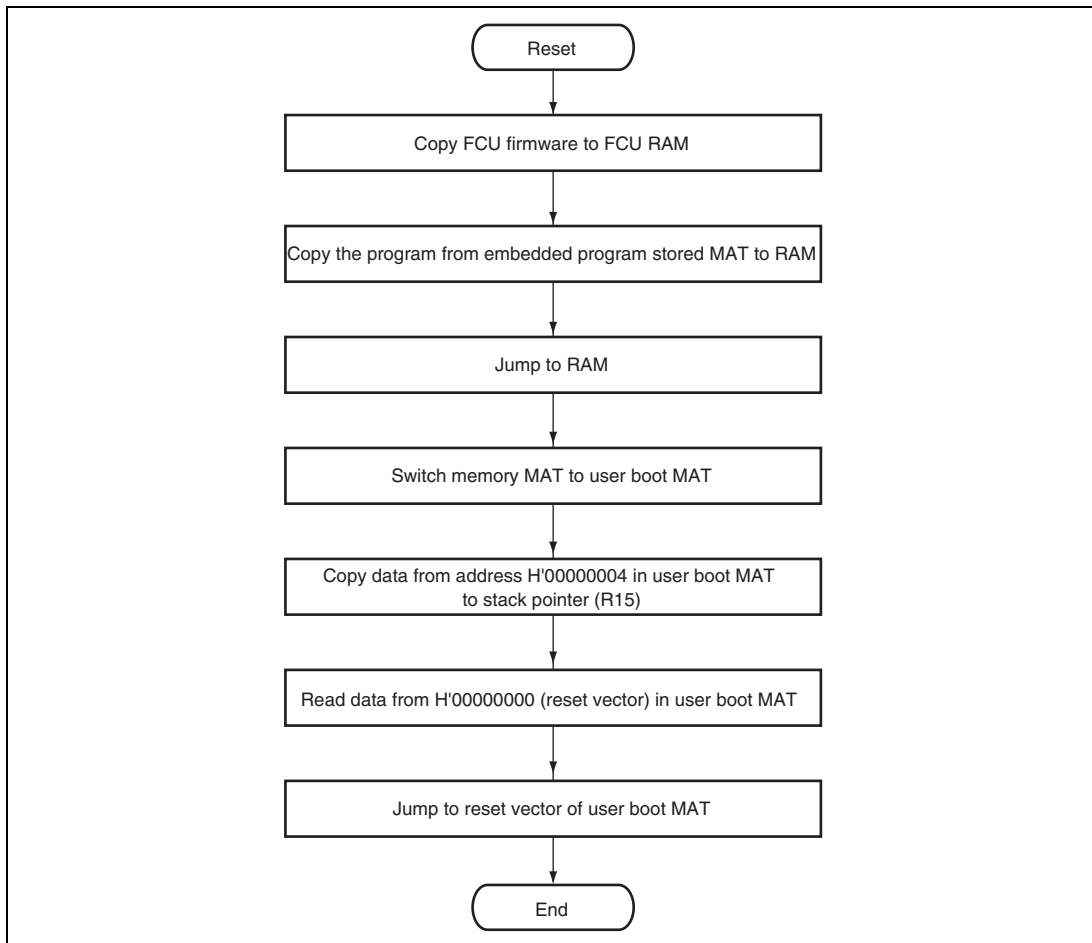 Reset
Copy FCU firmware to FCU RAM
Copy the program from embedded program stored MAT to RAM
Jump to RAM
Switch memory MAT to user boot MAT
Copy data from address H'00000004 in user boot MAT
to stack pointer (R15)
Read data from H'00000000 (reset vector) in user boot MAT
Jump to reset vector of user boot MAT
End